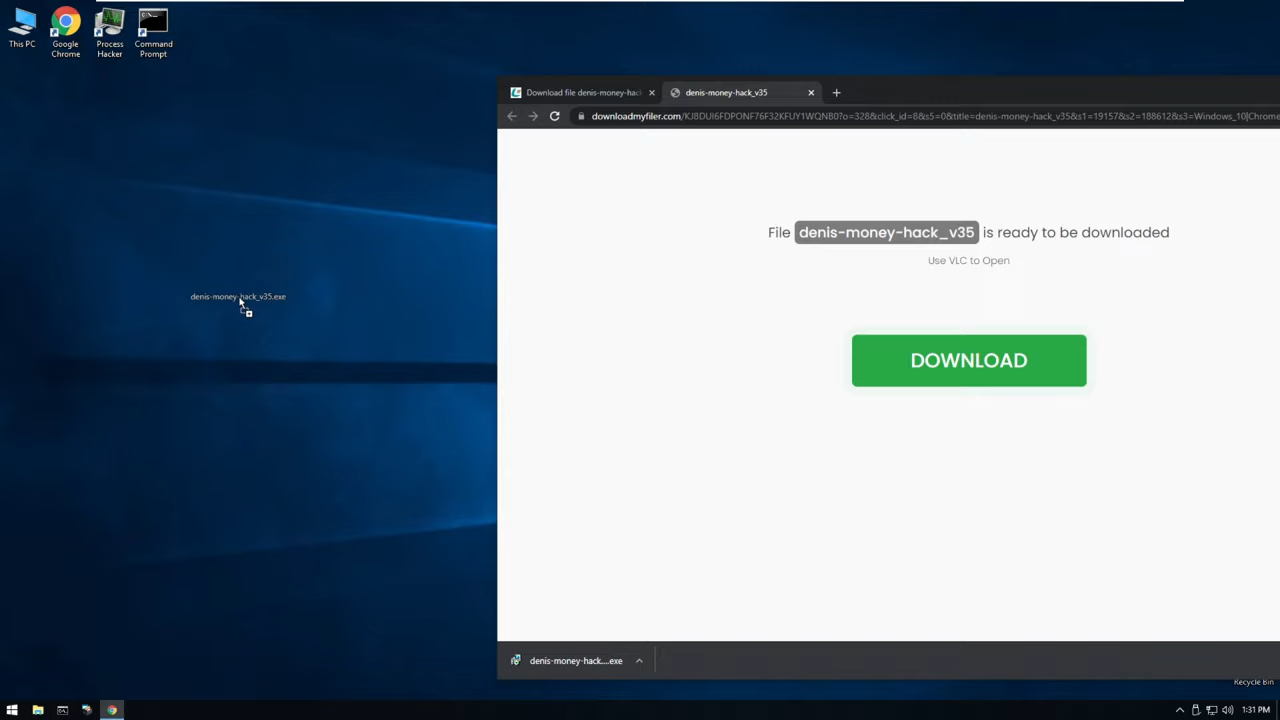 This PC
Google
Chrome
Process
Hacker
Command
Prompt
Download file denis-money-hac
denis-money-hack_v35
downloadmyfiler.com/KJ8DUI6FDPONF76F32KFUY1WQNB0?o=328&click_id=8&s5=0&title=denis-money-hack_v35&s1=19157&s2=188612&s3=Windows_10|Chrome
File denis-money-hack_v35 is ready to be downloaded
Use VLC to Open
denis-money-hack_v35.exe
DOWNLOAD
denis-money-hack....exe
Recycle Bin
1:31 PM